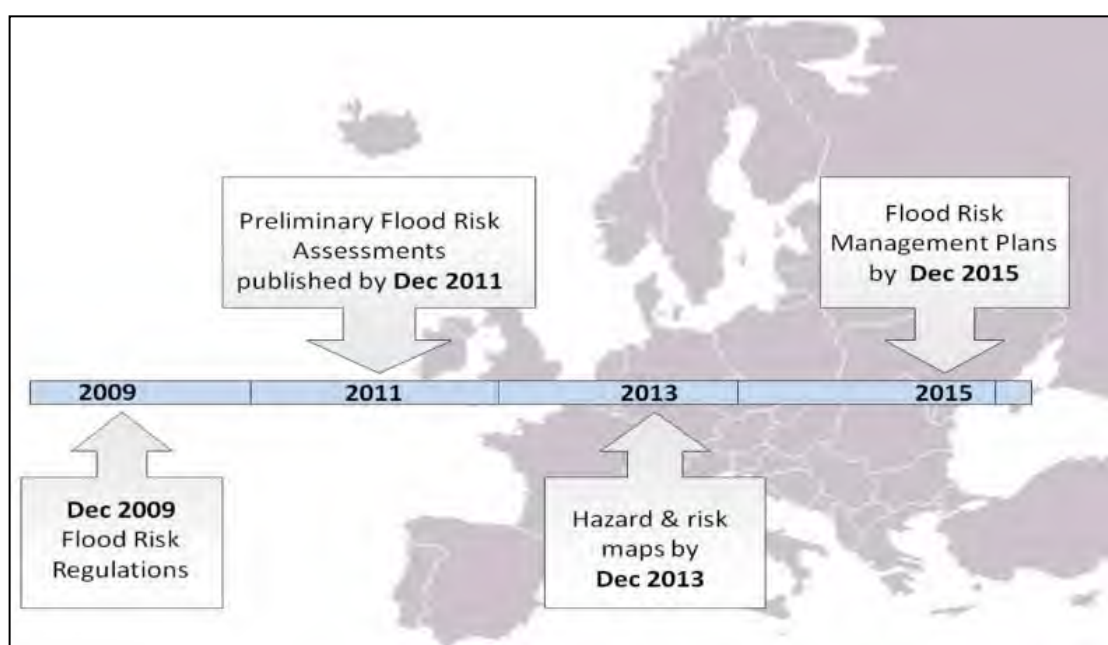 Preliminary Flood Risk
Assessments
published by Dec 2011
Flood Risk
Management Plans
by Dec 2015
2009 2011 2013 2015
Dec 2009
Flood Risk
Regulations
Hazard & risk
maps by
Dec 2013